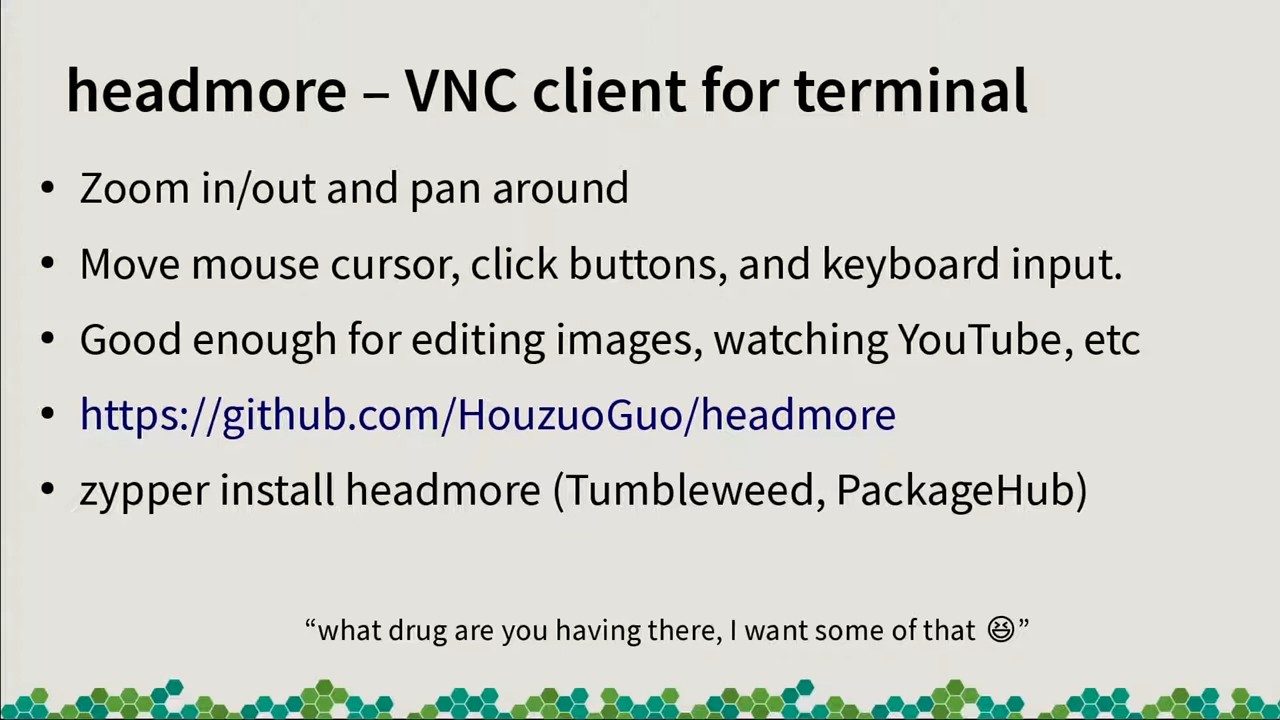 headmore – VNC client for terminal
• Zoom in/out and pan around
• Move mouse cursor, click buttons, and keyboard input.
• Good enough for editing images, watching YouTube, etc
• https://github.com/HouzuoGuo/headmore
• zypper install headmore (Tumbleweed, PackageHub)
“what drug are you having there, I want some of that 😆”